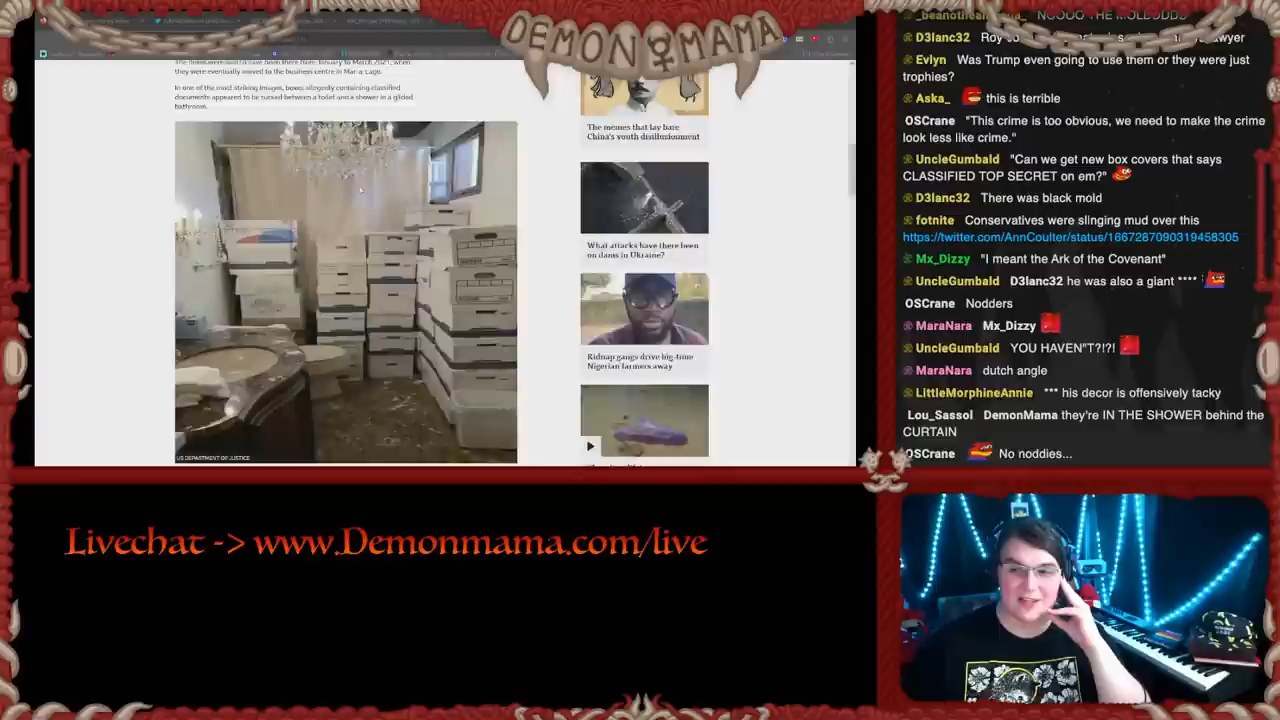 DEMON MAMA
they were eventually moved to the business centre in Mar-a-Lago.
In one of the most striking images, boxes allegedly containing classified
documents appeared to be tucked between a toilet and a shower in a gilded
bathroom.
US DEPARTMENT OF JUSTICE
The memes that lay bare
China's youth disillusionment
What attacks have there been
on dams in Ukraine?
Kidnap gangs drive big-time
Nigerian farmers away
D3lanc32
Evlyn Was Trump even going to use them or they were just
trophies?
Aska_ this is terrible
OSCrane "This crime is too obvious, we need to make the crime
look less like crime."
UncleGumbald "Can we get new box covers that says
CLASSIFIED TOP SECRET on em?"
D3lanc32 There was black mold
fotnite Conservatives were slinging mud over this
https://twitter.com/AnnCoulter/status/1667287090319458305
Mx_Dizzy "I meant the Ark of the Covenant"
UncleGumbald D3lanc32 he was also a giant ****
OSCrane Nodders
MaraNara Mx_Dizzy
UncleGumbald YOU HAVEN"T?!?!
MaraNara dutch angle
LittleMorphineAnnie *** his decor is offensively tacky
Lou_Sassol DemonMama they're IN THE SHOWER behind the
CURTAIN
OSCrane No noddies...
Livechat -> www.Demonmama.com/live